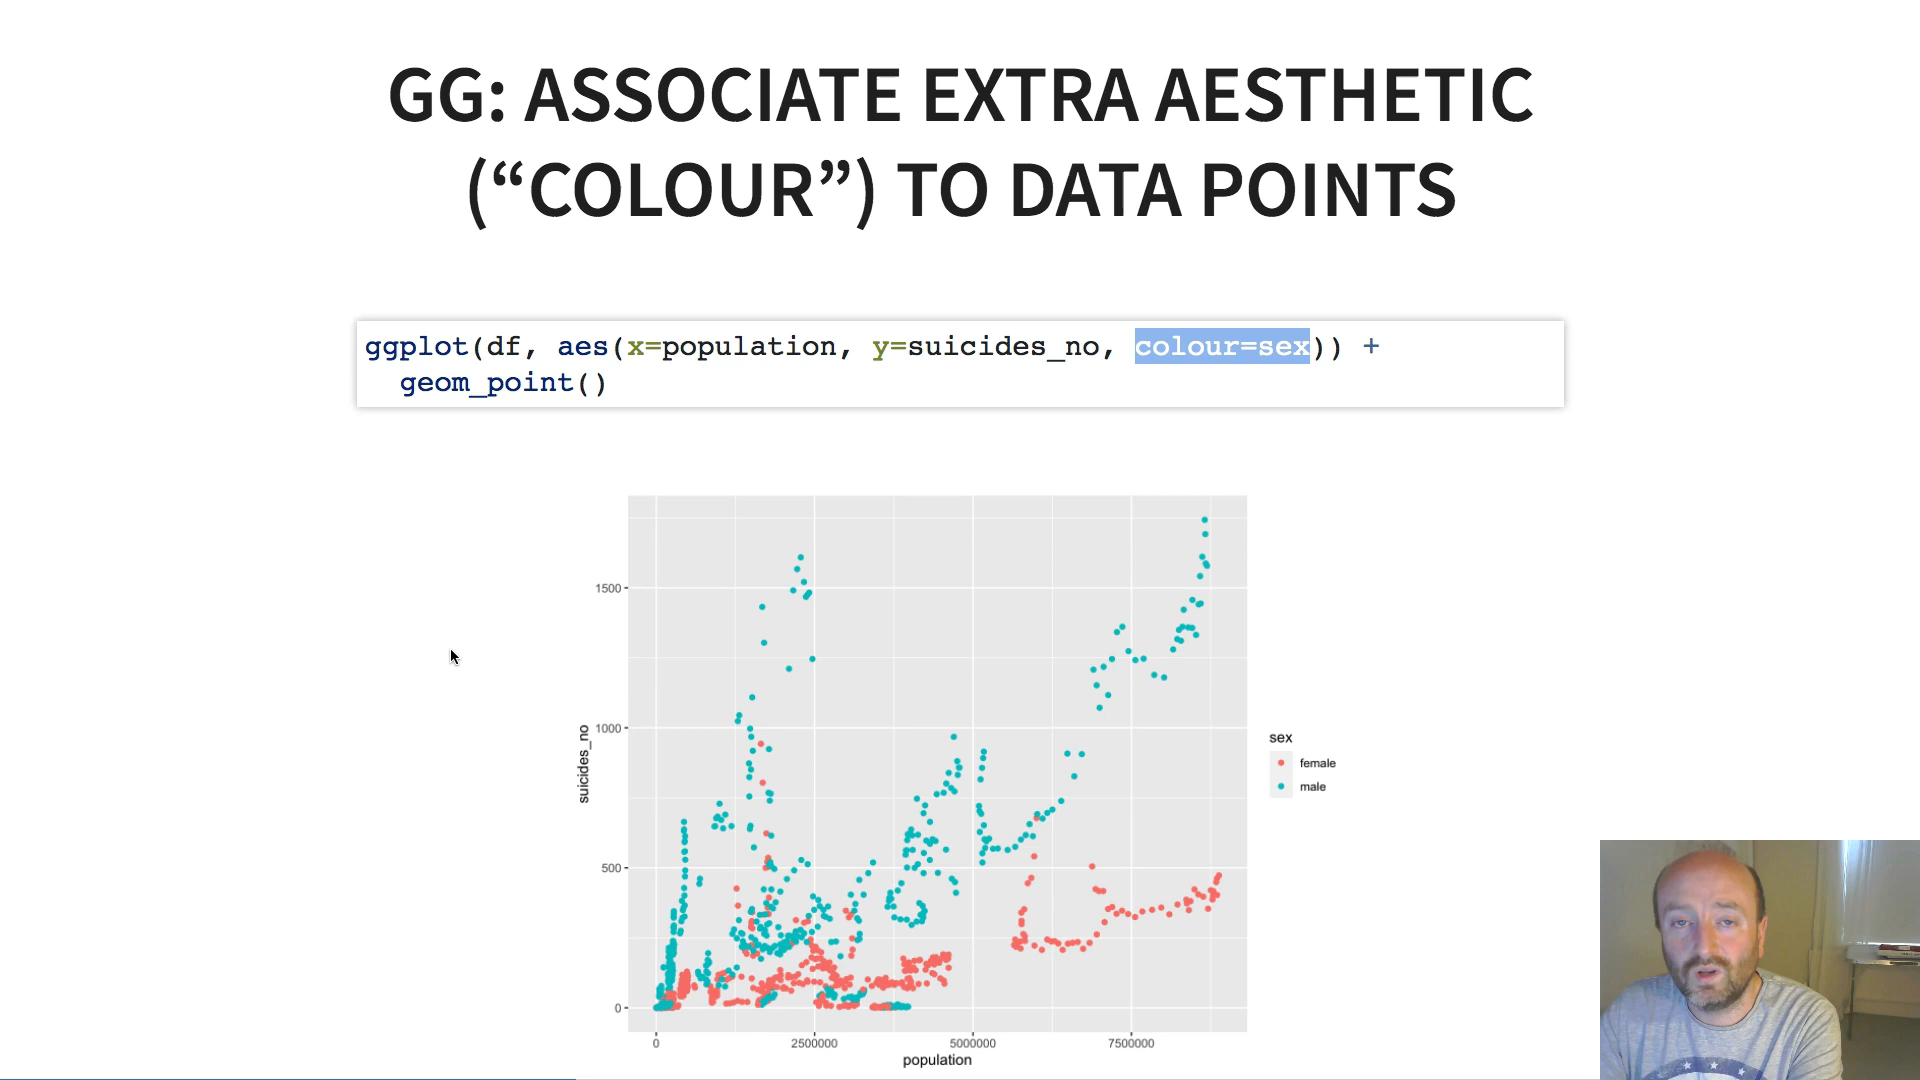 GG: ASSOCIATE EXTRA AESTHETIC
(“COLOUR”) TO DATA POINTS
ggplot(df, aes(x=population, y=suicides_no, colour=sex)) +
geom_point()
1500
1000
500
0
suicides_no
0 2500000 5000000 7500000
population
sex
female
male